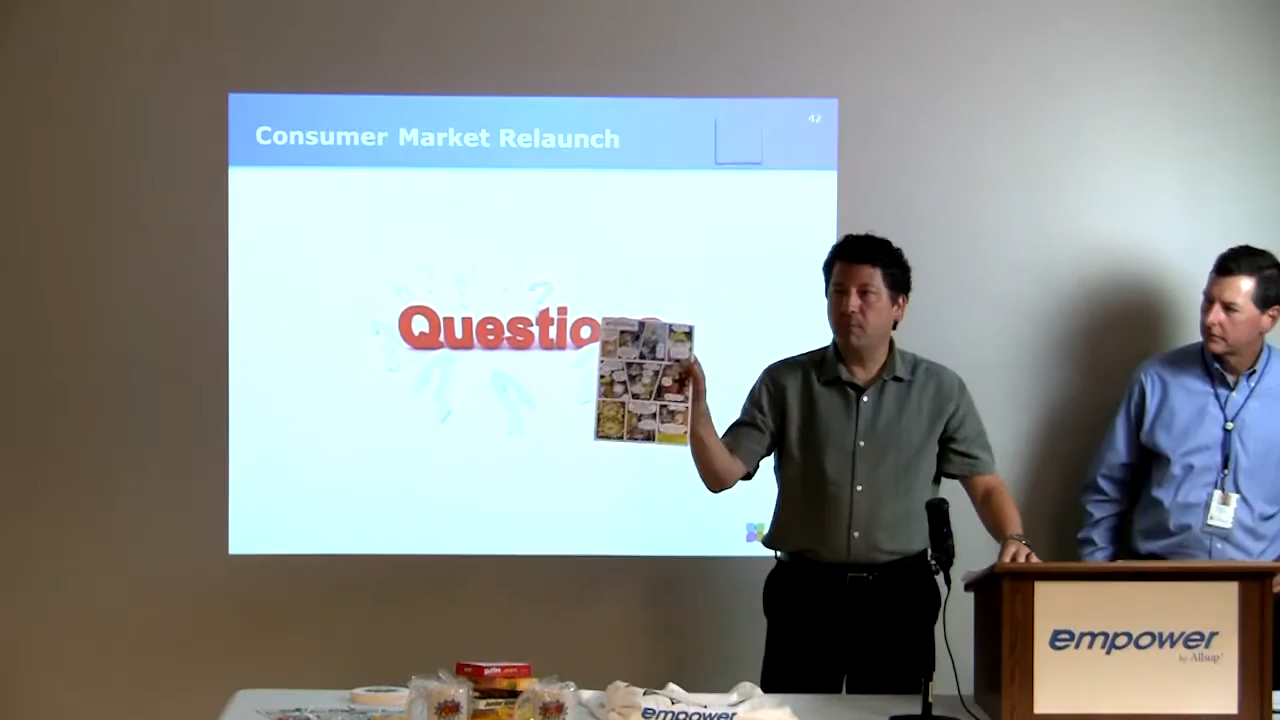 Consumer Market Relaunch
42
Questio
empower
by Allsup
empower